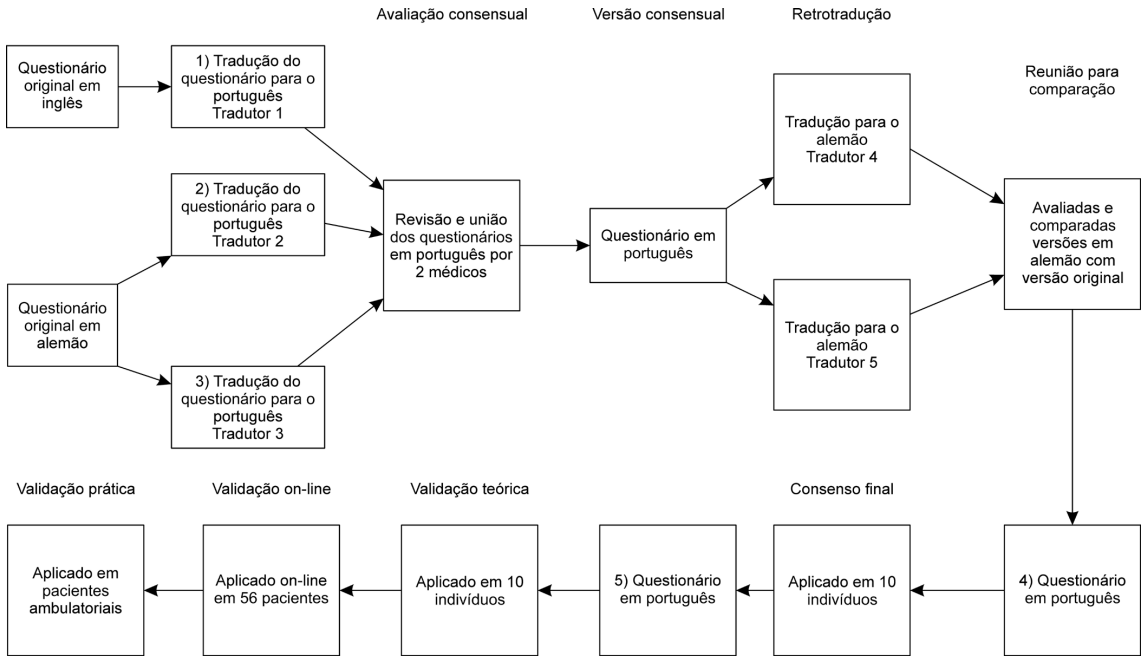 Avaliação consensual
Versão consensual
Retrotradução
Reunião para
comparação
Questionário
original em
inglês
1) Tradução do
questionário para o
português
Tradutor 1
2) Tradução do
questionário para o
português
Tradutor 2
Questionário
original em
alemão
3) Tradução do
questionário para o
português
Tradutor 3
Revisão e união
dos questionários
em português por
2 médicos
Questionário em
português
Tradução para o
alemão
Tradutor 4
Tradução para o
alemão
Tradutor 5
Avaliadas e
comparadas
versões em
alemão com
versão original
Validação prática
Validação on-line
Validação teórica
Consenso final
Aplicado em
pacientes
ambulatoriais
Aplicado on-line
em 56 pacientes
Aplicado em 10
indivíduos
5) Questionário
em português
Aplicado em 10
indivíduos
4) Questionário
em português